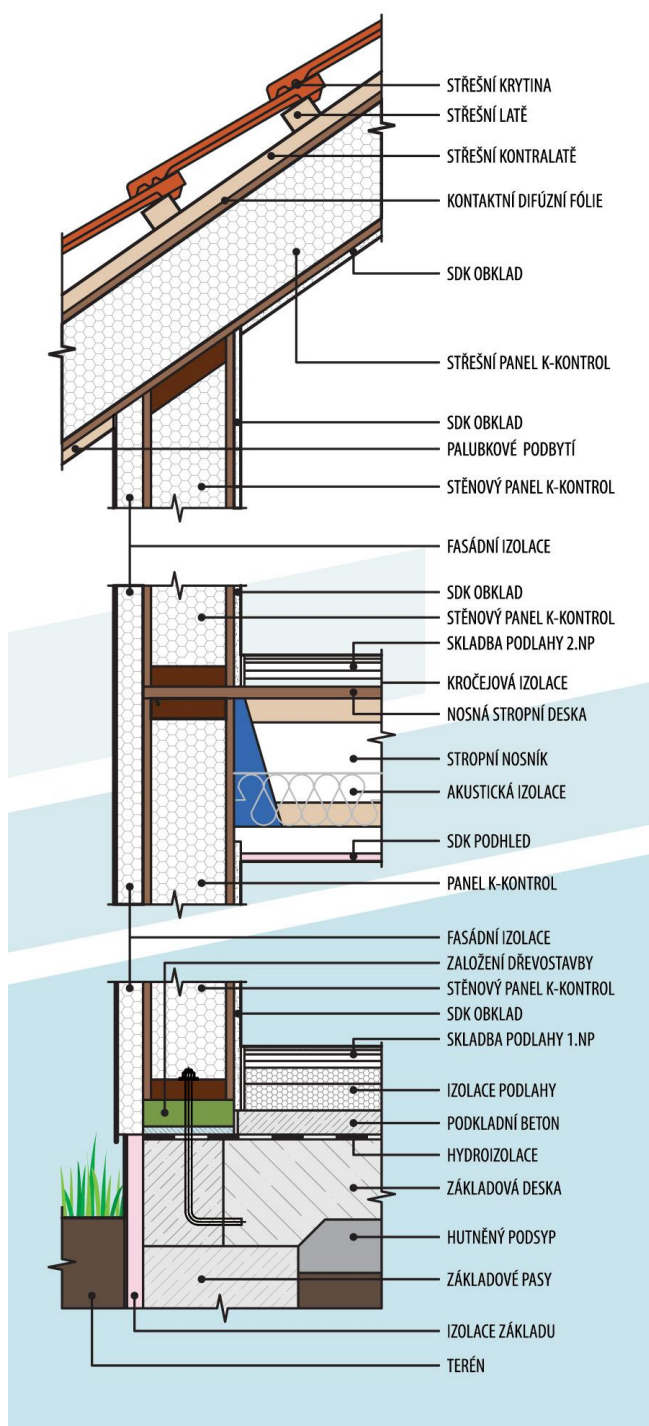 STŘEŠNÍ KRYTINA
STŘEŠNÍ LATĚ
STŘEŠNÍ KONTRALATĚ
KONTAKTNÍ DIFÚZNÍ FÓLIE
SDK OBKLAD
STŘEŠNÍ PANEL K-KONTROL
SDK OBKLAD
PALUBKOVÉ PODBYTÍ
STĚNOVÝ PANEL K-KONTROL
FASÁDNÍ IZOLACE
SDK OBKLAD
STĚNOVÝ PANEL K-KONTROL
SKLADBA PODLAHY 2.NP
KROČEJOVÁ IZOLACE
NOSNÁ STROPNÍ DESKA
STROPNÍ NOSNÍK
AKUSTICKÁ IZOLACE
SDK PODHLED
PANEL K-KONTROL
FASÁDNÍ IZOLACE
ZALOŽENÍ DŘEVOSTAVBY
STĚNOVÝ PANEL K-KONTROL
SDK OBKLAD
SKLADBA PODLAHY 1.NP
IZOLACE PODLAHY
PODKLADNÍ BETON
HYDROIZOLACE
ZÁKLADOVÁ DESKA
HUTNĚNÝ PODSYP
ZÁKLADOVÉ PASY
IZOLACE ZÁKLADU
TERÉN